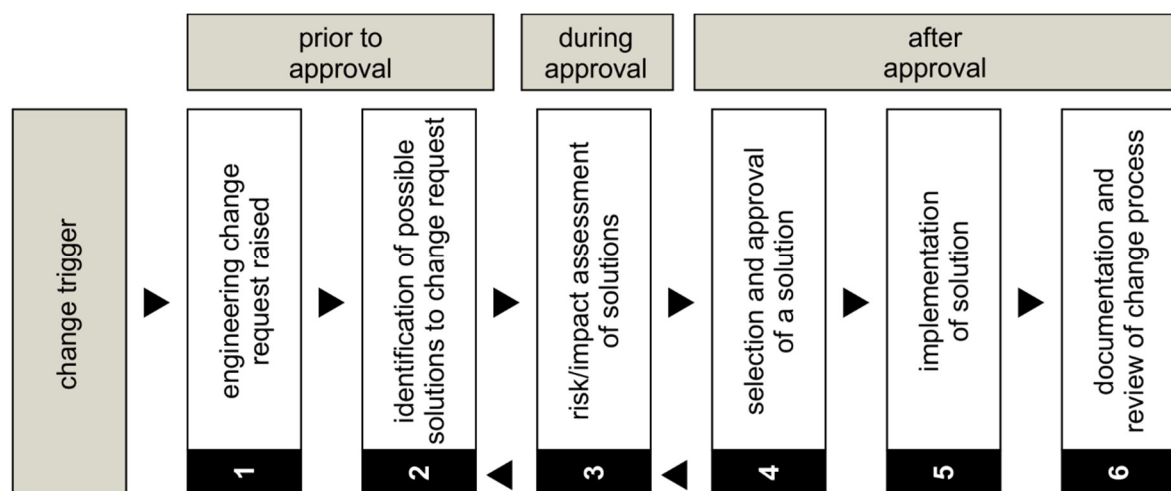 prior to
approval
during
approval
after
approval
change trigger
engineering change
request raised
1
identification of possible
solutions to change request
2
risk/impact assessment
of solutions
3
selection and approval
of a solution
4
implementation
of solution
5
documentation and
review of change process
6